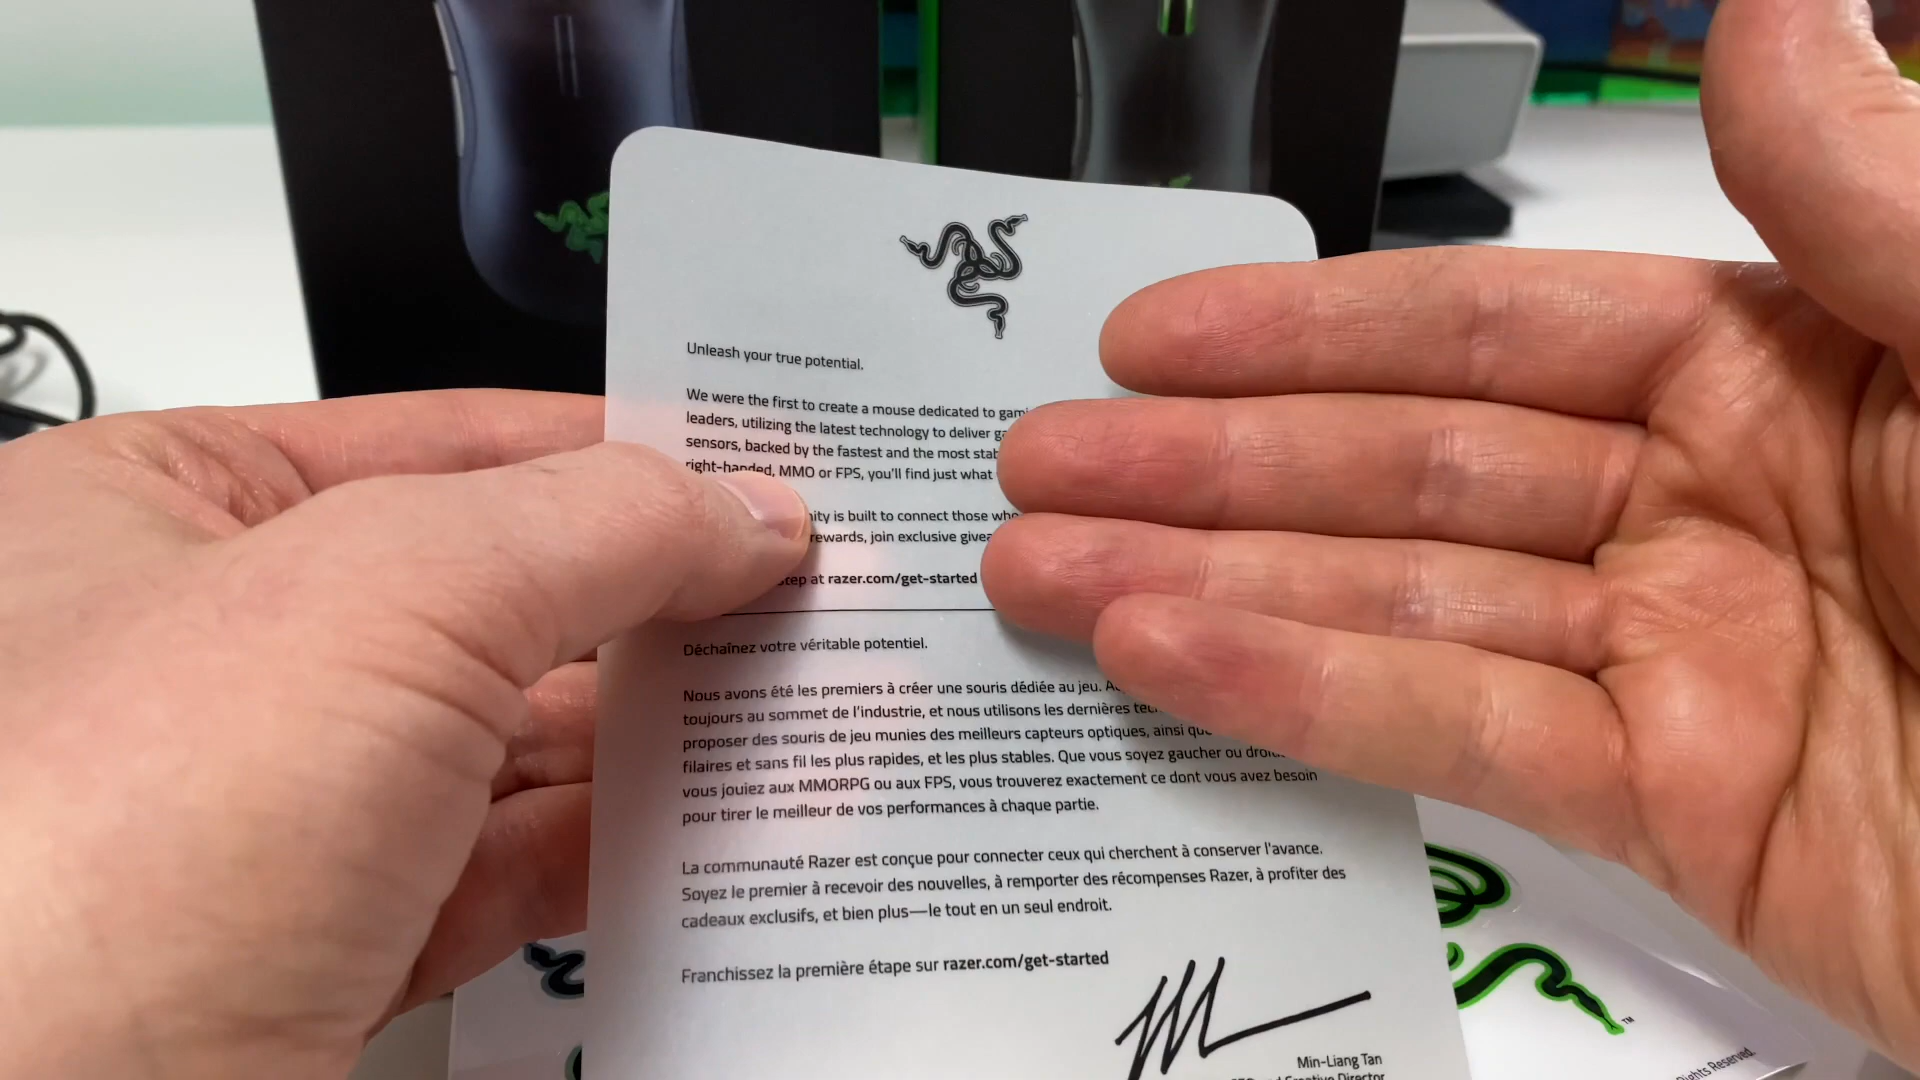 Unleash your true potential.
We were the first to create a mouse dedicated to
leaders, utilizing the latest technology to deliver
sensors, backed by the fastest and the most
right-handed, MMO or FPS, you'll find just what
is built to connect those
rewards, join exclusive
at razer.com/get-started
Déchaînez votre véritable potentiel.
Nous avons été les premiers à créer une souris dédiée au jeu.
toujours au sommet de l'industrie, et nous utilisons les dernières
proposer des souris de jeu munies des meilleurs capteurs optiques, ainsi
filaires et sans fil les plus rapides, et les plus stables. Que vous soyez gaucher ou
vous jouiez aux MMORPG ou aux FPS, vous trouverez exactement ce dont vous avez besoin
pour tirer le meilleur de vos performances à chaque partie.
La communauté Razer est conçue pour connecter ceux qui cherchent à conserver l'avance.
Soyez le premier à recevoir des nouvelles, à remporter des récompenses Razer, à profiter des
cadeaux exclusifs, et bien plus—le tout en un seul endroit.
Franchissez la première étape sur razer.com/get-started
Min-Liang Tan
Creative Director
TM
Rights Reserved.